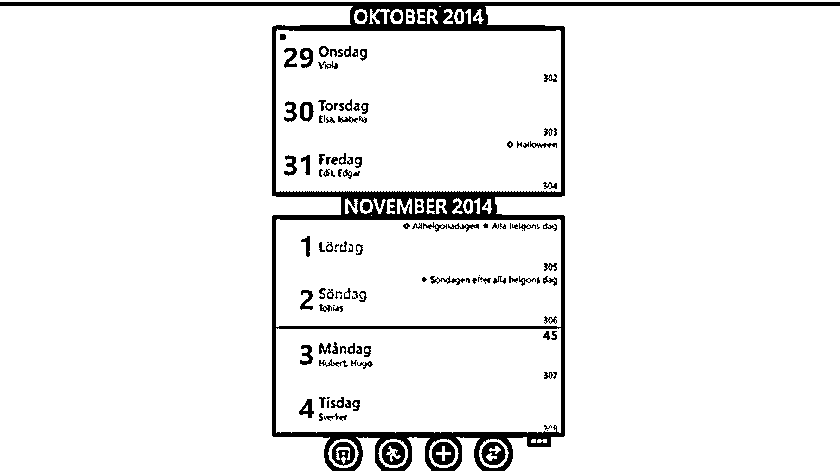 OKTOBER 2014
29 Onsdag
Viola
302
30 Torsdag
Elsa, Isabella
303
Halloween
31 Fredag
Edit, Edgar
304
NOVEMBER 2014
Allhelgonadagen Alla helgons dag
1 Lördag
305
Söndagen efter alla helgons dag
2 Söndag
Tobias
306
45
3 Måndag
Hubert, Hugo
307
4 Tisdag
Sverker